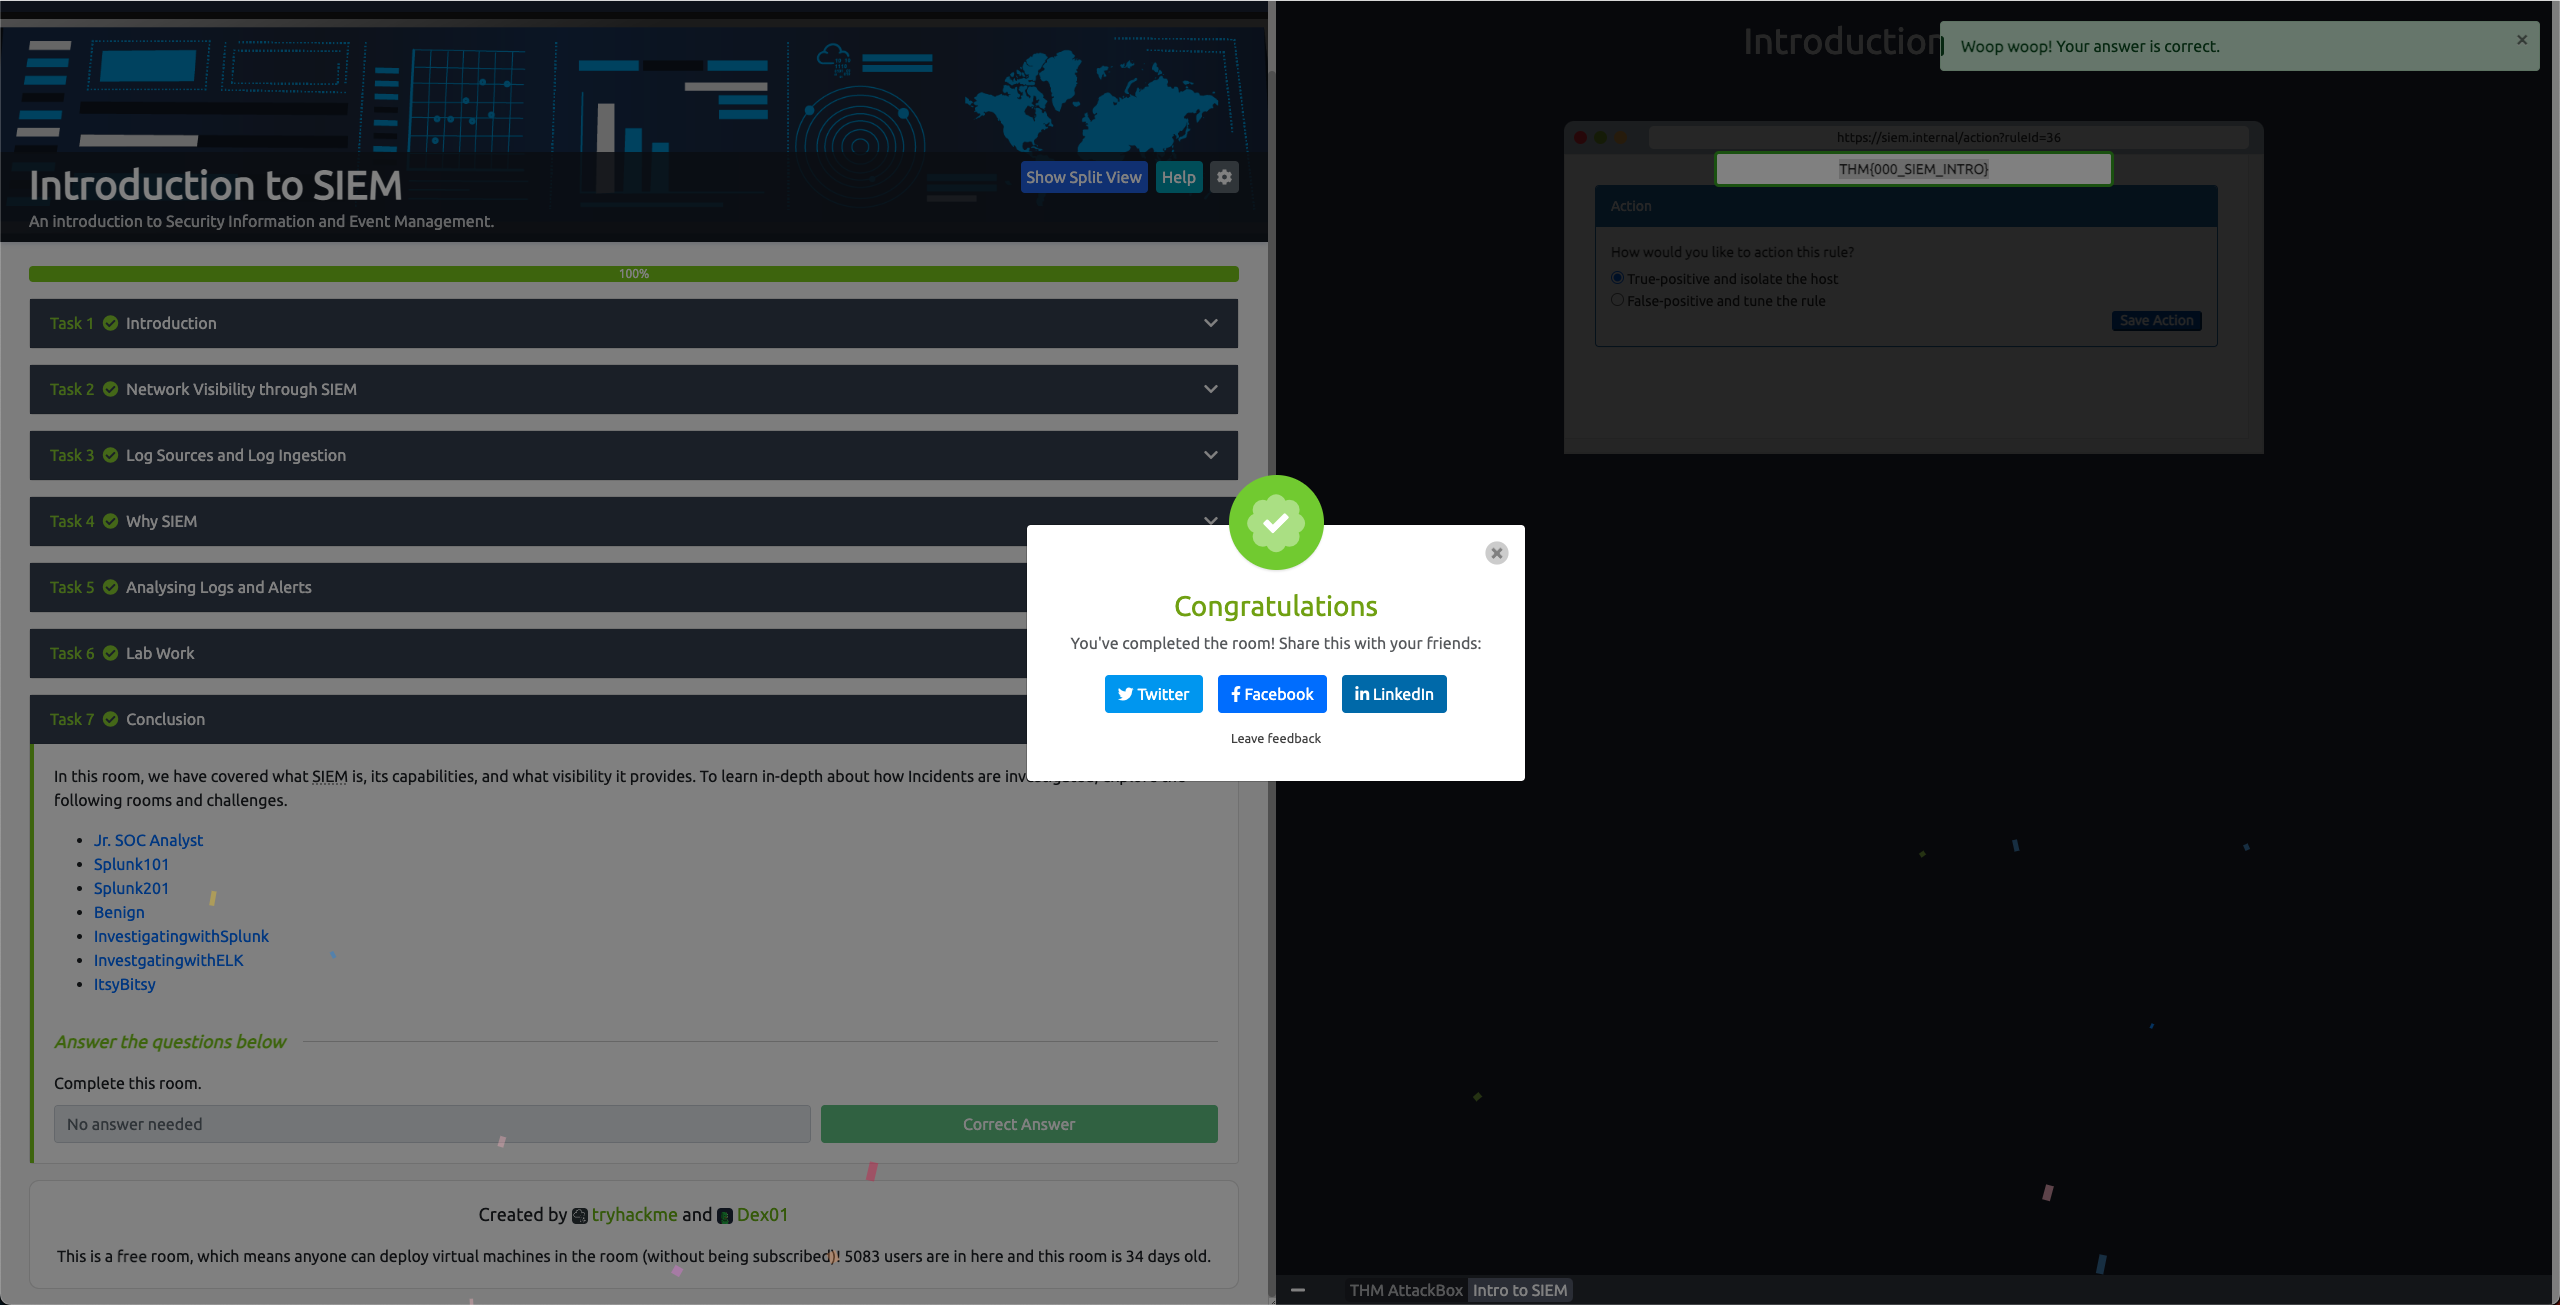 Introduction to SIEM
An introduction to Security Information and Event Management.
Show Split View
Help
100%
Task 1 Introduction
Task 2 Network Visibility through SIEM
Task 3 Log Sources and Log Ingestion
Task 4 Why SIEM
Task 5 Analysing Logs and Alerts
Task 6 Lab Work
Task 7 Conclusion
In this room, we have covered what SIEM is, its capabilities, and what visibility it provides. To learn in-depth about how Incidents are
following rooms and challenges.
Jr. SOC Analyst
Splunk101
Splunk201
Benign
InvestigatingwithSplunk
InvestgatingwithELK
ItsyBitsy
Answer the questions below
Complete this room.
No answer needed
Correct Answer
Created by tryhackme and Dex01
This is a free room, which means anyone can deploy virtual machines in the room (without being subscribed)! 5083 users are in here and this room is 34 days old.
Congratulations
You've completed the room! Share this with your friends:
Twitter
Facebook
LinkedIn
Leave feedback
Introduction
Woop woop! Your answer is correct.
https://siem.internal/action?ruleId=36
THM{000_SIEM_INTRO}
Action
How would you like to action this rule?
True-positive and isolate the host
False-positive and tune the rule
Save Action
THM AttackBox
Intro to SIEM